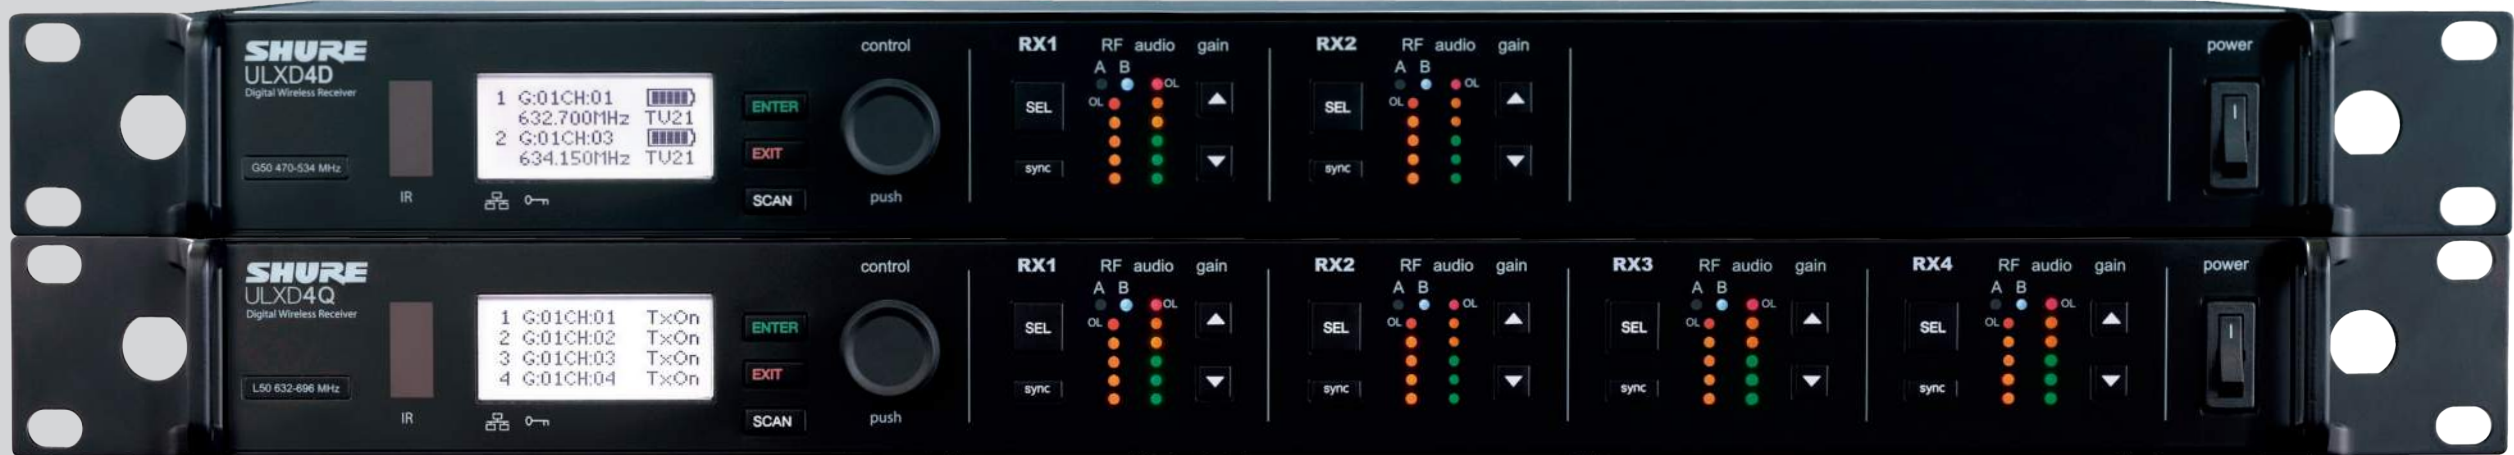 SHURE
ULXD4D
Digital Wireless Receiver
G50 470-534 MHz
IR
1 G:01CH:01
632.700MHz TV21
2 G:01CH:03
634.150MHz TV21
ENTER
EXIT
SCAN
control
push
RX1 RF audio gain
A B
OL
OL
SEL
sync
RX2 RF audio gain
A B
OL
OL
SEL
sync
power
SHURE
ULXD4Q
Digital Wireless Receiver
L50 632-696 MHz
IR
1 G:01CH:01 TxOn
2 G:01CH:02 TxOn
3 G:01CH:03 TxOn
4 G:01CH:04 TxOn
ENTER
EXIT
SCAN
control
push
RX1 RF audio gain
A B
OL
OL
SEL
sync
RX2 RF audio gain
A B
OL
OL
SEL
sync
RX3 RF audio gain
A B
OL
OL
SEL
sync
RX4 RF audio gain
A B
OL
OL
SEL
sync
power